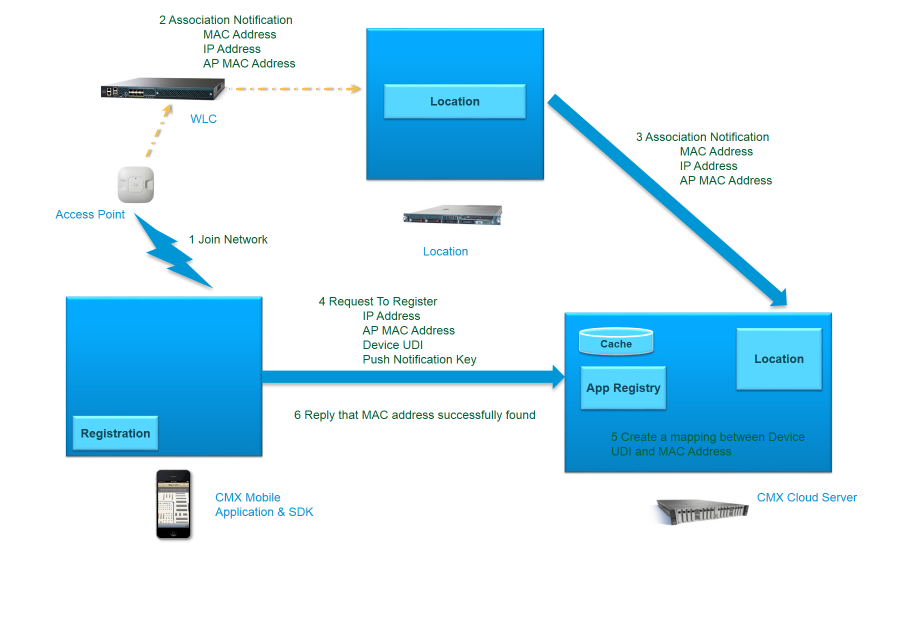 2 Association Notification
MAC Address
IP Address
AP MAC Address
WLC
Location
3 Association Notification
MAC Address
IP Address
AP MAC Address
Access Point
1 Join Network
Location
4 Request To Register
IP Address
AP MAC Address
Device UDI
Push Notification Key
Cache
Location
App Registry
6 Reply that MAC address successfully found
Registration
5 Create a mapping between Device
UDI and MAC Address
CMX Mobile
Application & SDK
CMX Cloud Server